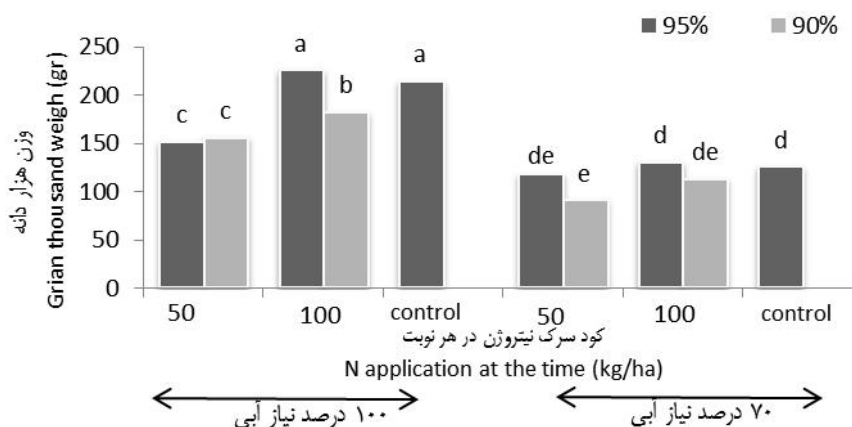 95% 90%
250
200
150
100
50
0
a a
b
c c
de d de d
e
وزن هزار دانه
Grian thousand weigh (gr)
50 100 control 50 100 control
کود سرک نیتروژن در هر نوبت
N application at the time (kg/ha)
۱۰۰ درصد نیاز آبی
۷۰ درصد نیاز آبی